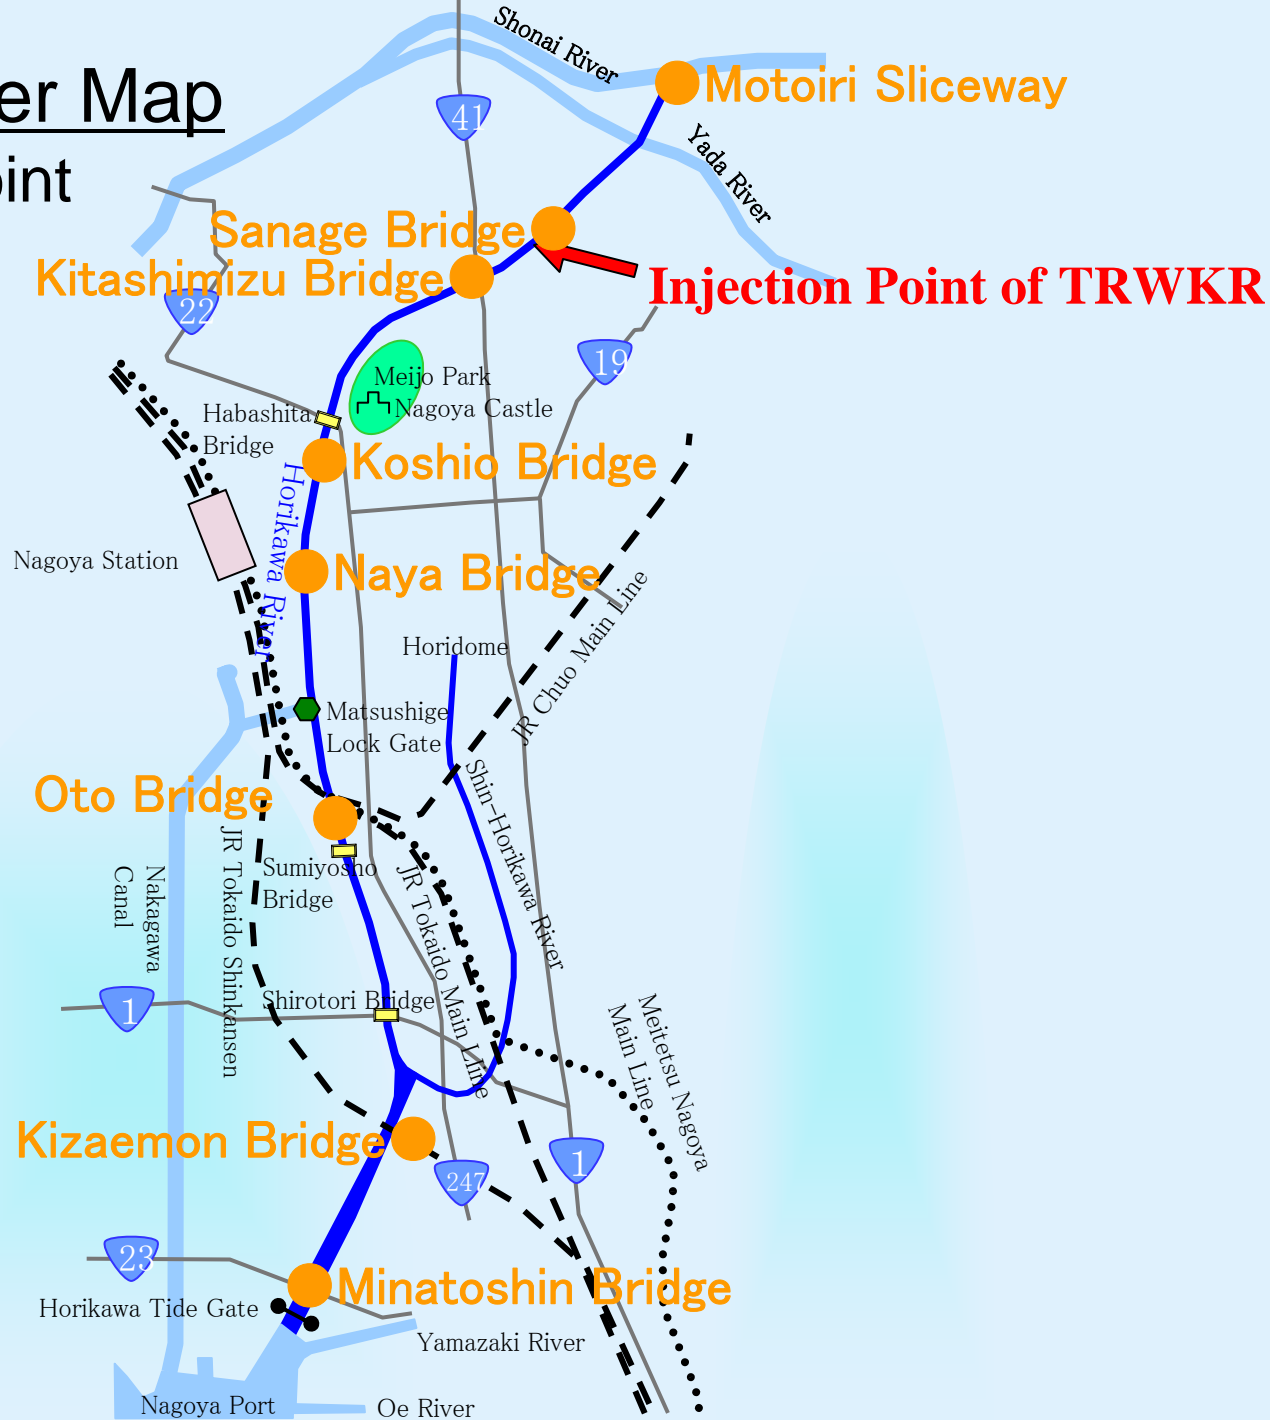 er Map
oint
Shonai River
Motoiri Sliceway
41
Yada River
Sanage Bridge
Kitashimizu Bridge
Injection Point of TRWKR
22
19
Meijo Park
Nagoya Castle
Habashita
Bridge
Koshio Bridge
Horikawa River
Nagoya Station
Naya Bridge
JR Chuo Main Line
Horidome
Matsushige
Lock Gate
Oto Bridge
Shin-Horikawa River
JR Tokaido Shinkansen
Sumiyosho
Bridge
JR Tokaido Main Lline
Nakagawa
Canal
1
Shirotori Bridge
Meitetsu Nagoya
Main Line
Kizaemon Bridge
1
247
23
Minatoshin Bridge
Horikawa Tide Gate
Yamazaki River
Nagoya Port
Oe River